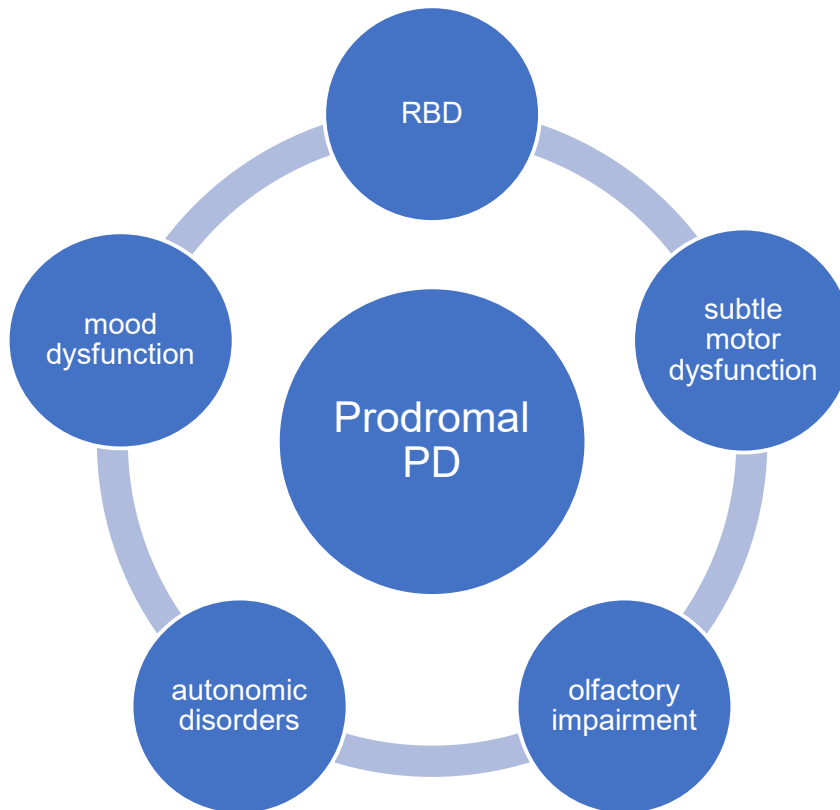 RBD
subtle
motor
dysfunction
mood
dysfunction
Prodromal
PD
autonomic
disorders
olfactory
impairment